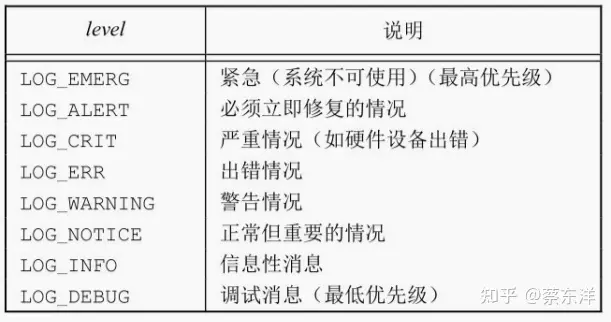 level 说明
LOG_EMERG 紧急（系统不可使用）（最高优先级）
LOG_ALERT 必须立即修复的情况
LOG_CRIT 严重情况（如硬件设备出错）
LOG_ERR 出错情况
LOG_WARNING 警告情况
LOG_NOTICE 正常但重要的情况
LOG_INFO 信息性消息
LOG_DEBUG 调试消息（最低优先级）
知乎 @蔡东洋